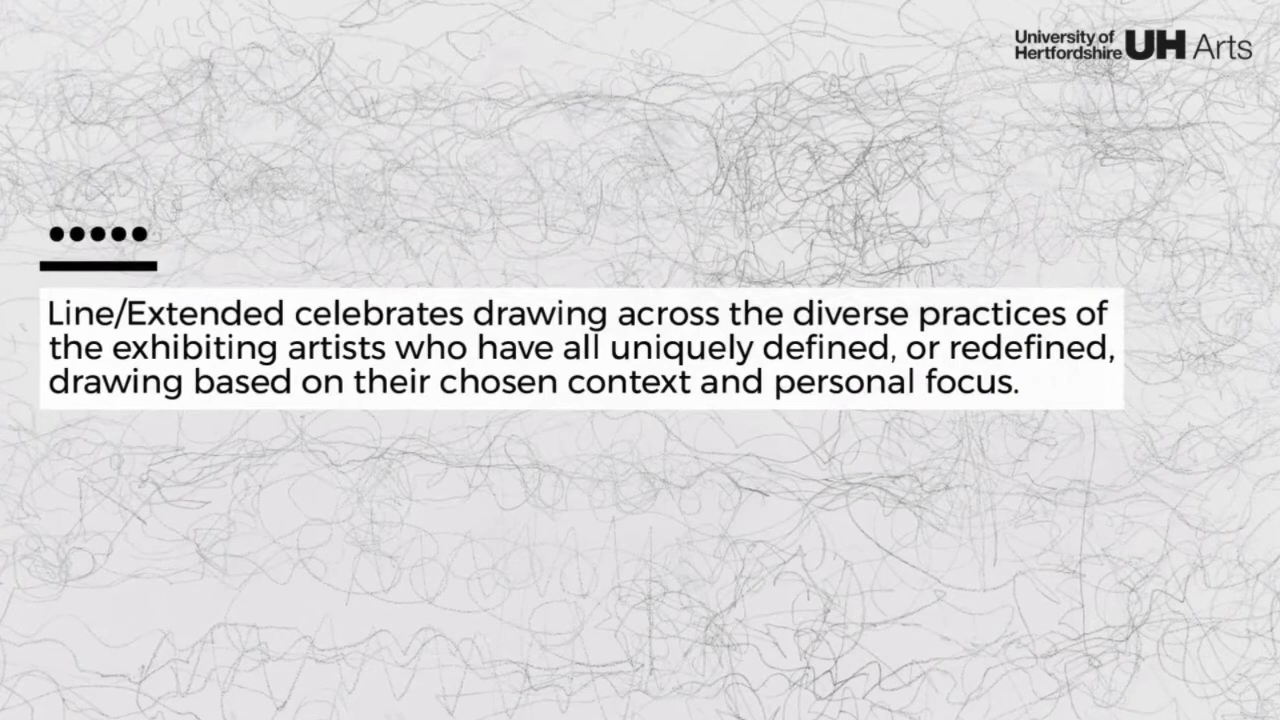 University of
Hertfordshire UH Arts
Line/Extended celebrates drawing across the diverse practices of
the exhibiting artists who have all uniquely defined, or redefined,
drawing based on their chosen context and personal focus.